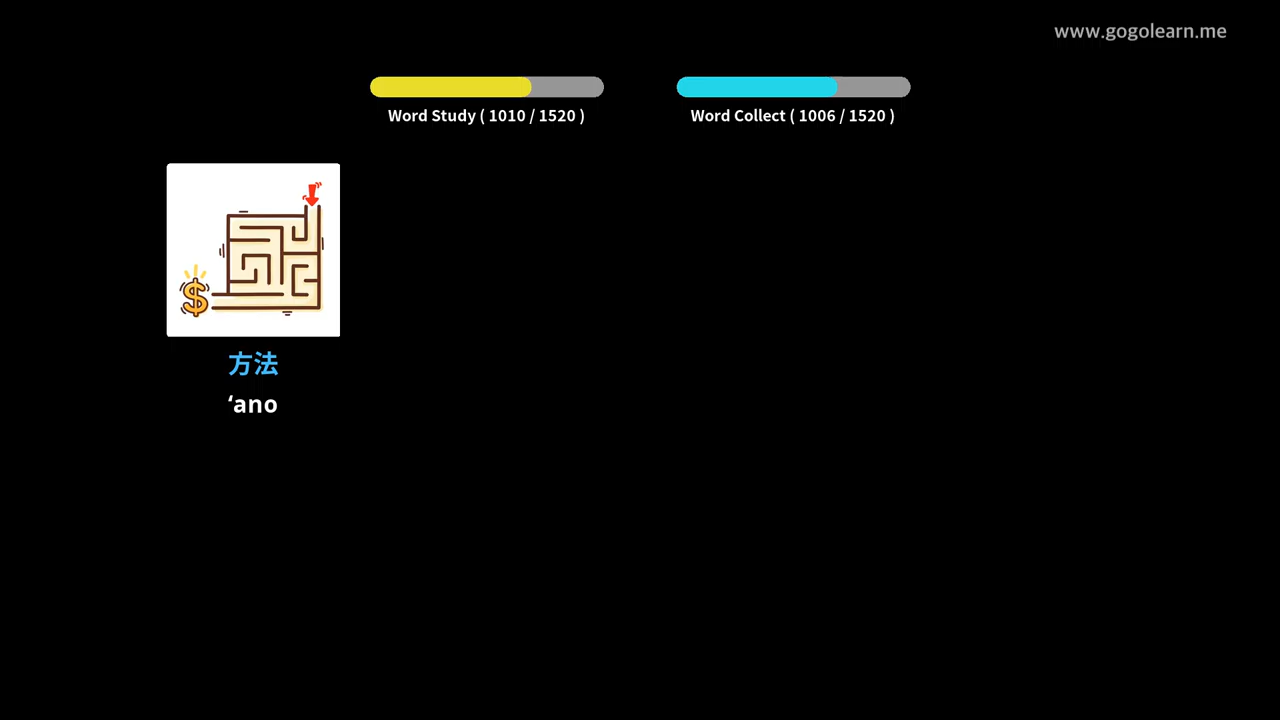 www.gogolearn.me
Word Study ( 1010 / 1520 )
Word Collect ( 1006 / 1520 )
$
方法
‘ano